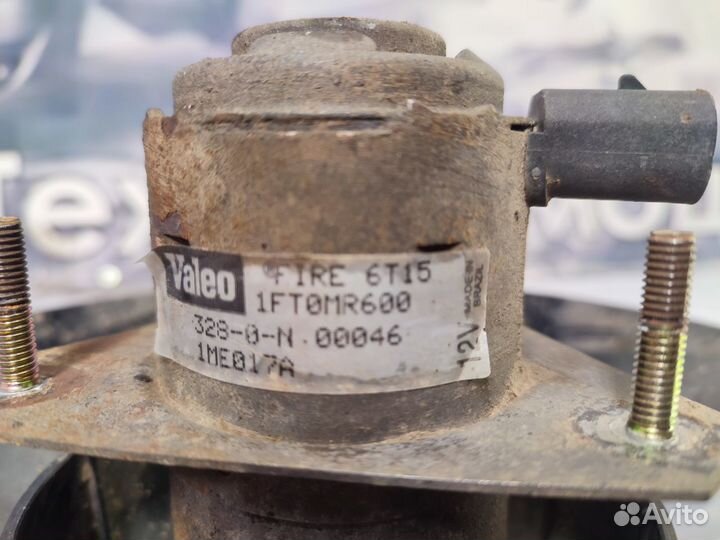 Valeo
FIRE 6T15
1FT0MR600
328-0-N 00046
1ME017A
12V
MADE IN
BRAZIL
Avito